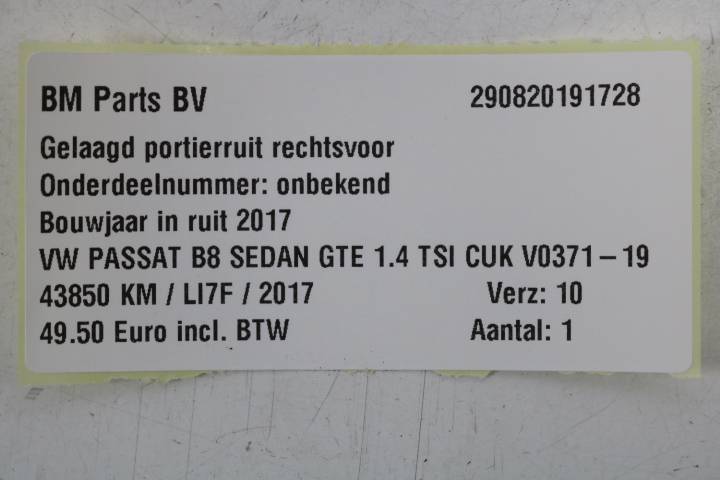 BM Parts BV 290820191728
Gelaagd portierruit rechtsvoor
Onderdeelnummer: onbekend
Bouwjaar in ruit 2017
VW PASSAT B8 SEDAN GTE 1.4 TSI CUK V0371-19
43850 KM / LI7F / 2017 Verz: 10
49.50 Euro incl. BTW Aantal: 1